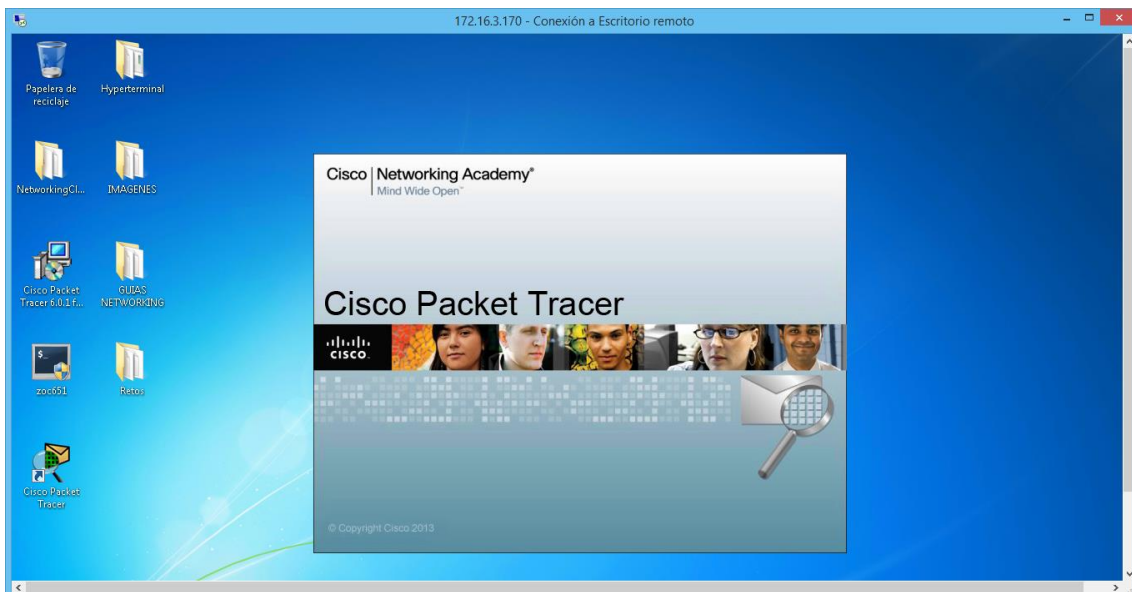 172.16.3.170 - Conexión a Escritorio remoto
Papelera de
reciclaje
Hyperterminal
NetworkingCl...
IMAGENES
Cisco Packet
Tracer 6.0.1 f...
GUIAS
NETWORKING
zoc651
Retos
Cisco Packet
Tracer
Cisco | Networking Academy®
Mind Wide Open™
Cisco Packet Tracer
CISCO.
© Copyright Cisco 2013